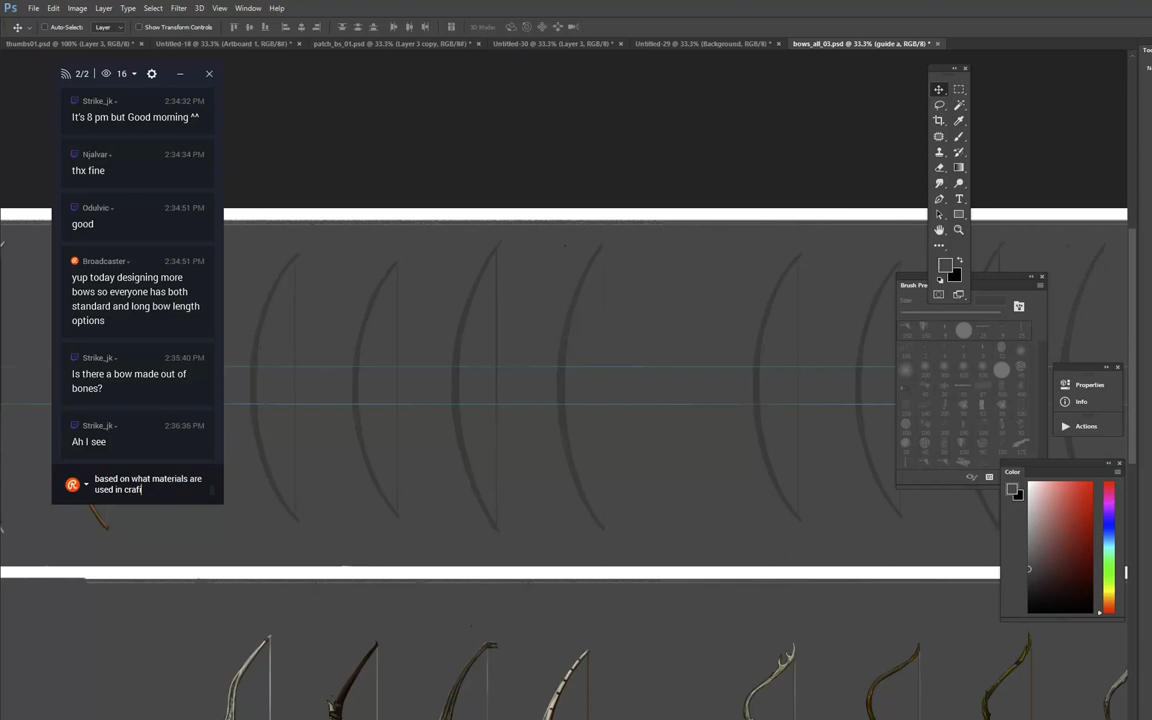 Ps File Edit Image Layer Type Select Filter 3D View Window Help
Auto-Select: Layer Show Transform Controls 3D Mode:
thumbs01.psd @ 100% (Layer 3, RGB/8) * × Untitled-18 @ 33.3% (Artboard 1, RGB/8#) * × patch_bs_01.psd @ 33.3% (Layer 3 copy, RGB/8#) * × Untitled-30 @ 33.3% (Layer 3, RGB/8) * × Untitled-29 @ 33.3% (Background, RGB/8) * × bows_all_03.psd @ 33.3% (guide a, RGB/8) * ×
2/2 16
Strike_jk 2:34:32 PM
It's 8 pm but Good morning ^^
Njalvar 2:34:34 PM
thx fine
Odulvic 2:34:51 PM
good
Broadcaster 2:34:51 PM
yup today designing more
bows so everyone has both
standard and long bow length
options
Strike_jk 2:35:40 PM
Is there a bow made out of
bones?
Strike_jk 2:36:36 PM
Ah I see
based on what materials are
used in crafi
Brush Pre
Size:
Properties
Info
Actions
Color